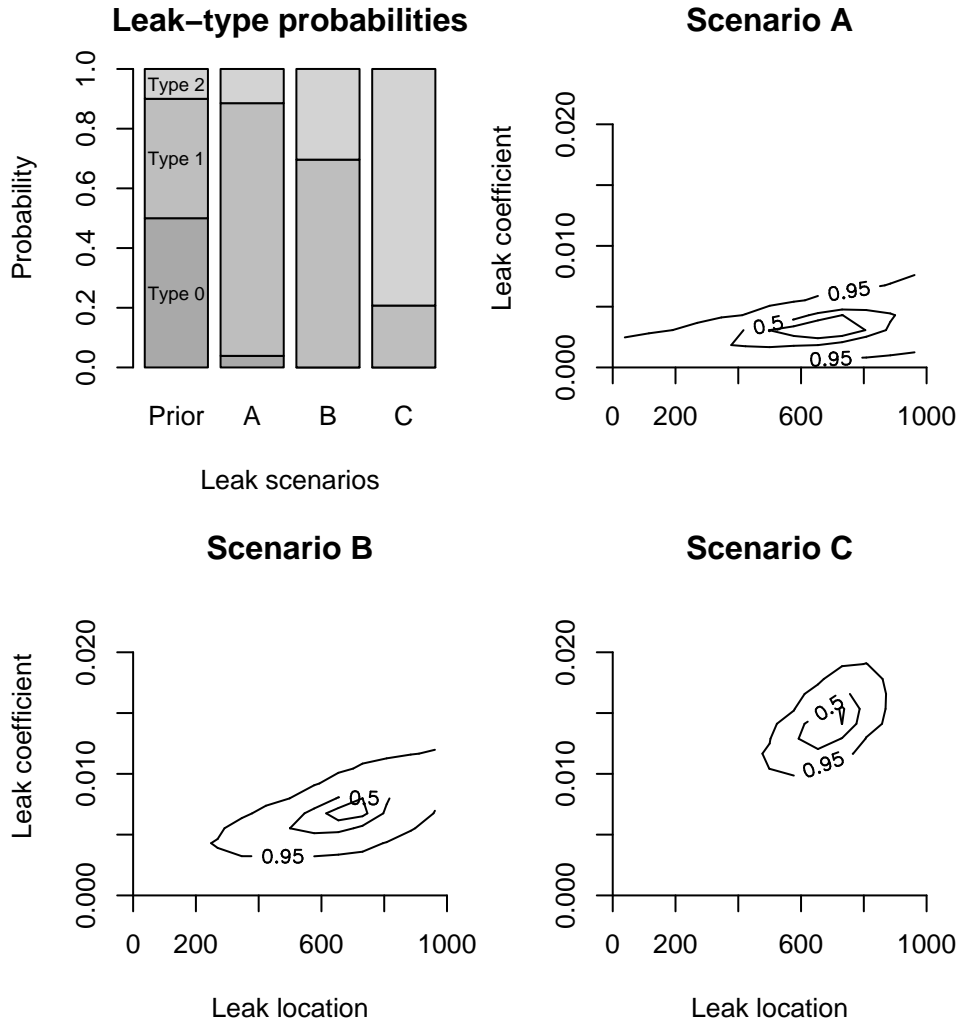 Leak−type probabilities
Probability
1.0
0.8
0.6
0.4
0.2
0.0
Type 2
Type 1
Type 0
Prior A B C
Leak scenarios
Scenario A
Leak coefficient
0.020
0.010
0.000
0.95
0.5
0.95
0 200 600 1000
Scenario B
Leak coefficient
0.020
0.010
0.000
0.5
0.95
0 200 600 1000
Leak location
Scenario C
0.020
0.010
0.000
0.5
0.95
0 200 600 1000
Leak location